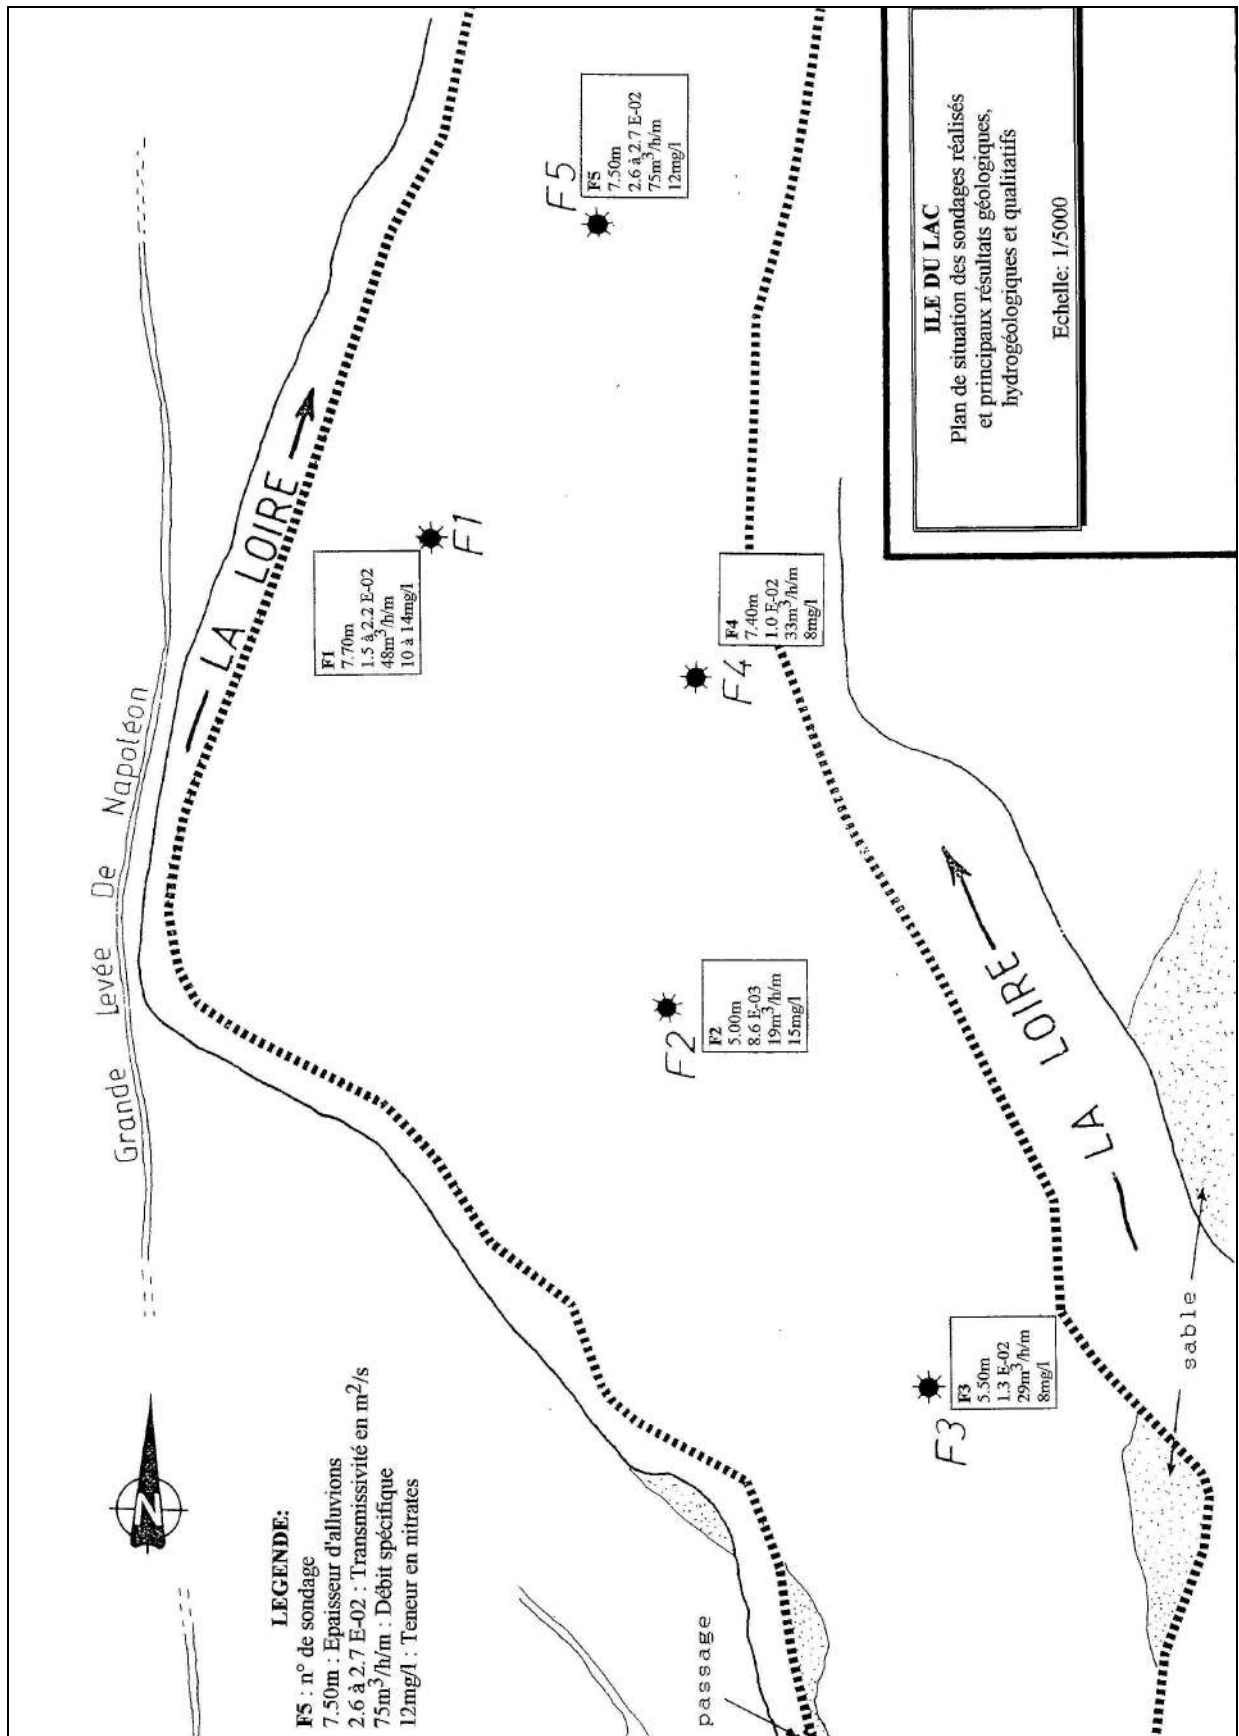 Grande Levée De Napoléon
LA LOIRE
F1
7.70m
1.5 à 2.2 E-02
48m³/h/m
10 à 14mg/l
F1
F5
F5
7.50m
2.6 à 2.7 E-02
75m³/h/m
12mg/l
F4
7.40m
1.0 E-02
33m³/h/m
8mg/l
F4
F2
F2
5.00m
8.6 E-03
19m³/h/m
15mg/l
LA LOIRE
F3
F3
5.50m
1.3 E-02
29m³/h/m
8mg/l
sable
passage
N
LEGENDE:
F5 : n° de sondage
7.50m : Epaisseur d'alluvions
2.6 à 2.7 E-02 : Transmissivité en m²/s
75m³/h/m : Débit spécifique
12mg/l : Teneur en nitrates
ILE DU LAC
Plan de situation des sondages réalisés
et principaux résultats géologiques,
hydrogéologiques et qualitatifs
Echelle: 1/5000